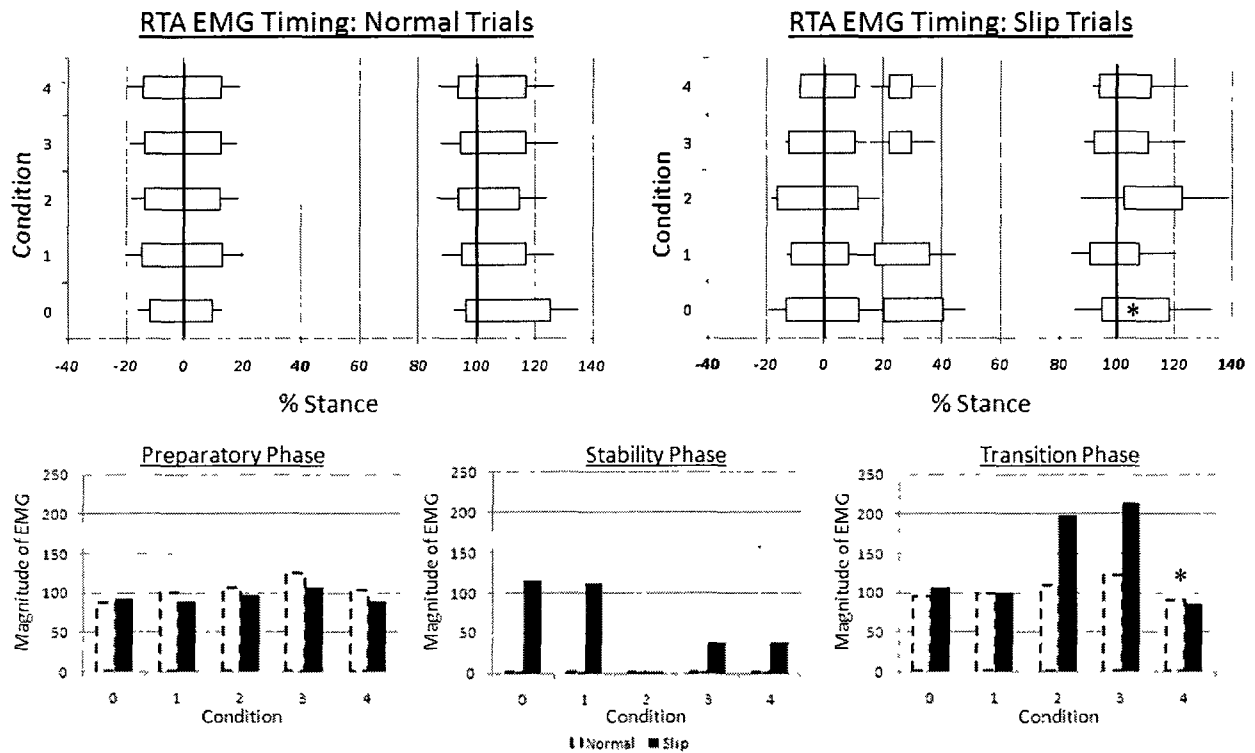 RTA EMG Timing: Normal Trials
Condition
4
3
2
1
0
-40 -20 0 20 40 60 80 100 120 140
% Stance
RTA EMG Timing: Slip Trials
Condition
4
3
2
1
0
*
-40 -20 0 20 40 60 80 100 120 140
% Stance
Preparatory Phase
Magnitude of EMG
250
200
150
100
50
0
0 1 2 3 4
Condition
Stability Phase
Magnitude of EMG
250
200
150
100
50
0
0 1 2 3 4
Condition
Transition Phase
Magnitude of EMG
250
200
150
100
50
0
*
0 1 2 3 4
Condition
Normal Slip